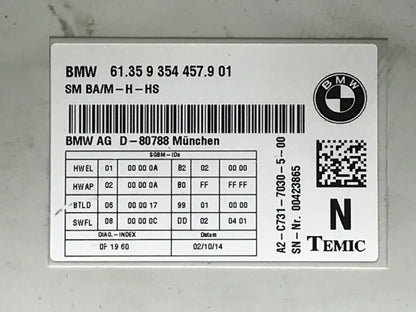 BMW 61.35 9 354 457.9 01
SM BA/M-H-HS
BMW
BMW AG D-80788 München
SGBM-IDs
HWEL 01 00 00 0A B2 02 00 00
HWAP 02 00 00 0A B0 FF FF FF
BTLD 06 00 00 17 99 01 00 00
SWFL 08 00 00 0C DD 02 04 01
DIAG.-INDEX Datum
0F 19 60 02/10/14
A2-C731-7030-5-00
SN-Nr. 00423865
N
TEMIC